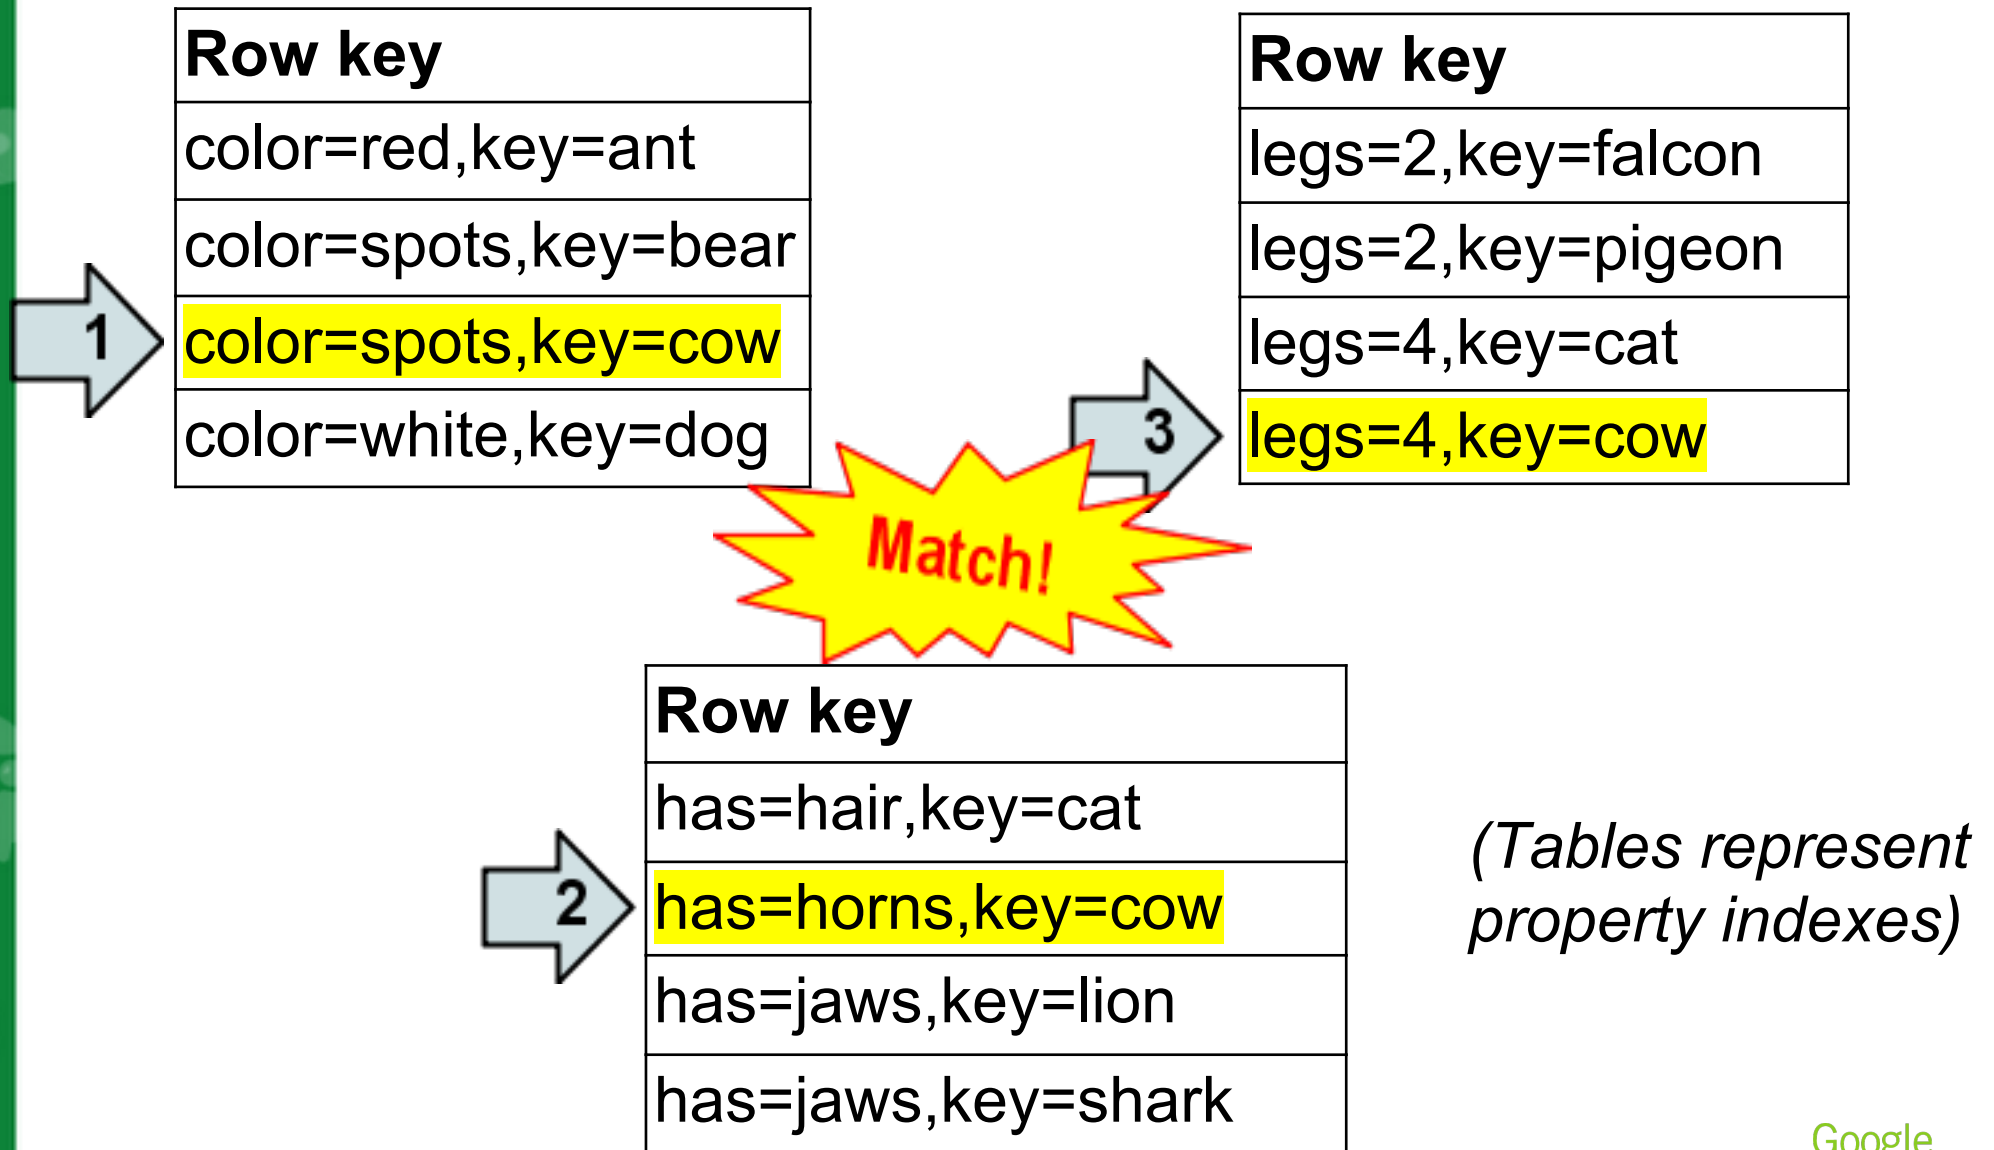 Row key
color=red,key=ant
color=spots,key=bear
1
color=spots,key=cow
color=white,key=dog
Row key
legs=2,key=falcon
legs=2,key=pigeon
legs=4,key=cat
3
legs=4,key=cow
Match!
Row key
has=hair,key=cat
2
has=horns,key=cow
has=jaws,key=lion
has=jaws,key=shark
(Tables represent
property indexes)
Google